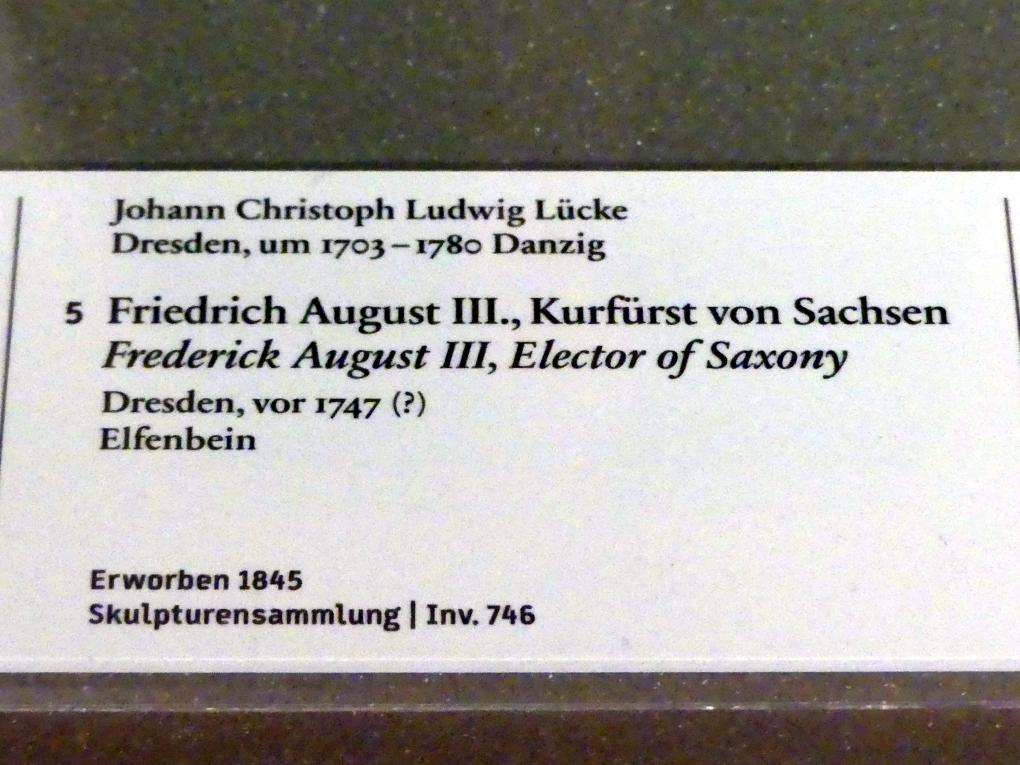 Johann Christoph Ludwig Lücke
Dresden, um 1703 – 1780 Danzig
5 Friedrich August III., Kurfürst von Sachsen
Frederick August III, Elector of Saxony
Dresden, vor 1747 (?)
Elfenbein
Erworben 1845
Skulpturensammlung | Inv. 746